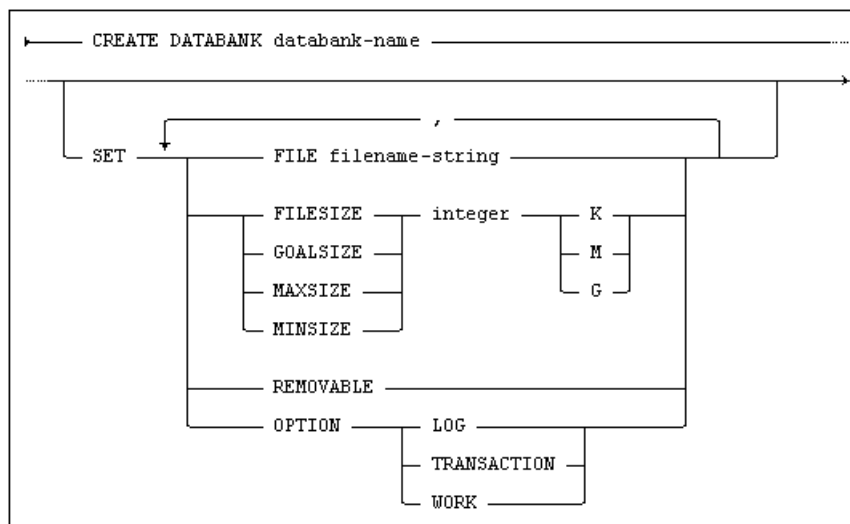 CREATE DATABANK databank-name
,
SET FILE filename-string
FILESIZE integer K
GOALSIZE M
MAXSIZE G
MINSIZE
REMOVABLE
OPTION LOG
TRANSACTION
WORK